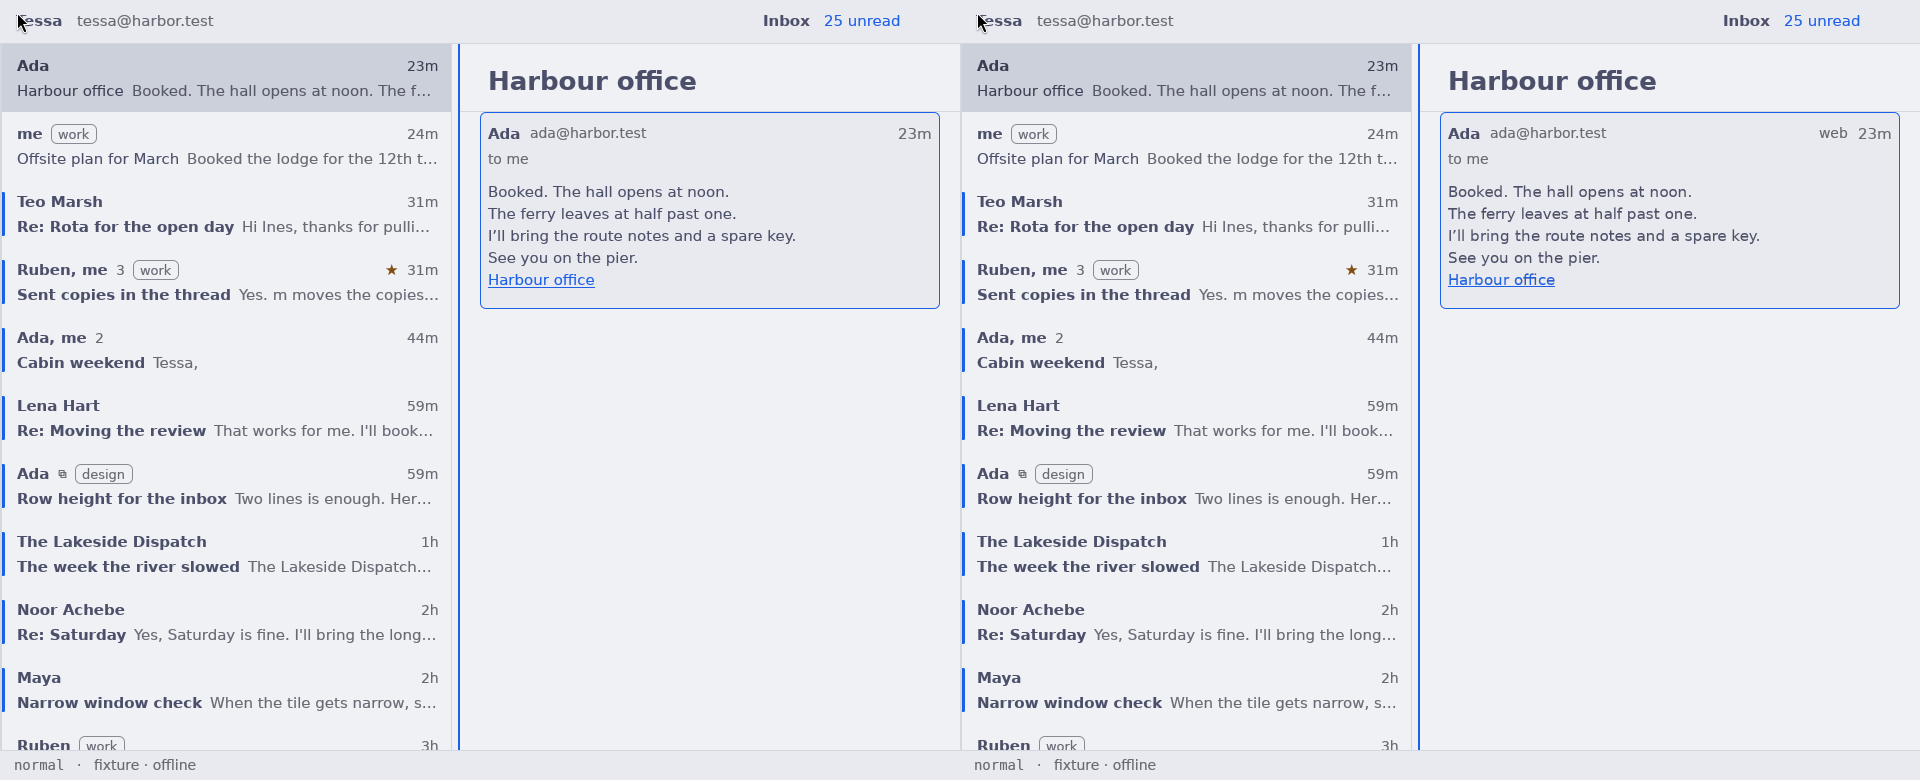 essa tessa@harbor.test Inbox 25 unread
Ada 23m
Harbour office Booked. The hall opens at noon. The f…
me work 24m
Offsite plan for March Booked the lodge for the 12th t…
Teo Marsh 31m
Re: Rota for the open day Hi Ines, thanks for pulli…
Ruben, me 3 work ★ 31m
Sent copies in the thread Yes. m moves the copies…
Ada, me 2 44m
Cabin weekend Tessa,
Lena Hart 59m
Re: Moving the review That works for me. I'll book…
Ada ⧉ design 59m
Row height for the inbox Two lines is enough. Her…
The Lakeside Dispatch 1h
The week the river slowed The Lakeside Dispatch…
Noor Achebe 2h
Re: Saturday Yes, Saturday is fine. I'll bring the long…
Maya 2h
Narrow window check When the tile gets narrow, s…
Ruben work 3h
Harbour office
Ada ada@harbor.test 23m
to me
Booked. The hall opens at noon.
The ferry leaves at half past one.
I’ll bring the route notes and a spare key.
See you on the pier.
Harbour office
normal · fixture · offline
essa tessa@harbor.test Inbox 25 unread
Ada 23m
Harbour office Booked. The hall opens at noon. The f…
me work 24m
Offsite plan for March Booked the lodge for the 12th t…
Teo Marsh 31m
Re: Rota for the open day Hi Ines, thanks for pulli…
Ruben, me 3 work ★ 31m
Sent copies in the thread Yes. m moves the copies…
Ada, me 2 44m
Cabin weekend Tessa,
Lena Hart 59m
Re: Moving the review That works for me. I'll book…
Ada ⧉ design 59m
Row height for the inbox Two lines is enough. Her…
The Lakeside Dispatch 1h
The week the river slowed The Lakeside Dispatch…
Noor Achebe 2h
Re: Saturday Yes, Saturday is fine. I'll bring the long…
Maya 2h
Narrow window check When the tile gets narrow, s…
Ruben work 3h
Harbour office
Ada ada@harbor.test web 23m
to me
Booked. The hall opens at noon.
The ferry leaves at half past one.
I’ll bring the route notes and a spare key.
See you on the pier.
Harbour office
normal · fixture · offline